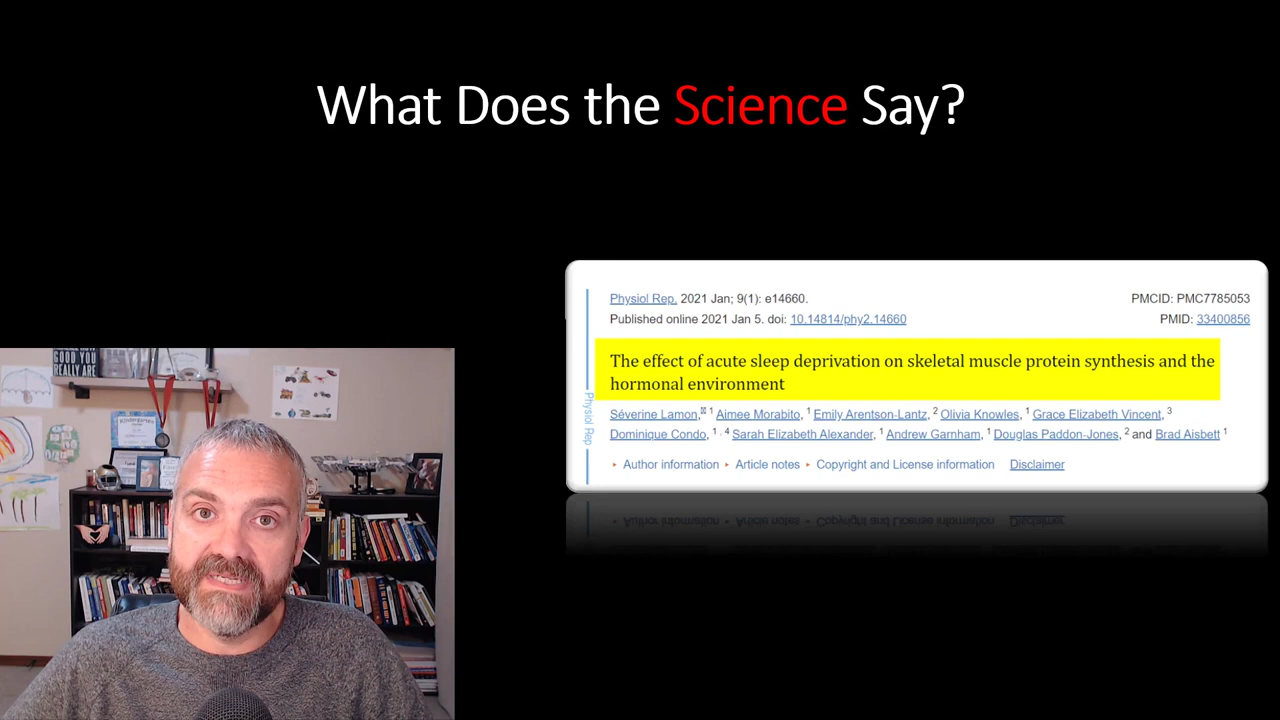 What Does the Science Say?
Physiol Rep. 2021 Jan; 9(1): e14660.
PMCID: PMC7785053
Published online 2021 Jan 5. doi: 10.14814/phy2.14660
PMID: 33400856
The effect of acute sleep deprivation on skeletal muscle protein synthesis and the
hormonal environment
Séverine Lamon,✉ 1 Aimee Morabito, 1 Emily Arentson-Lantz, 2 Olivia Knowles, 1 Grace Elizabeth Vincent, 3
Dominique Condo, 1 , 4 Sarah Elizabeth Alexander, 1 Andrew Garnham, 1 Douglas Paddon-Jones, 2 and Brad Aisbett 1
▸ Author information ▸ Article notes ▸ Copyright and License information Disclaimer
Physiol Rep
GOOD YOU
REALLY ARE